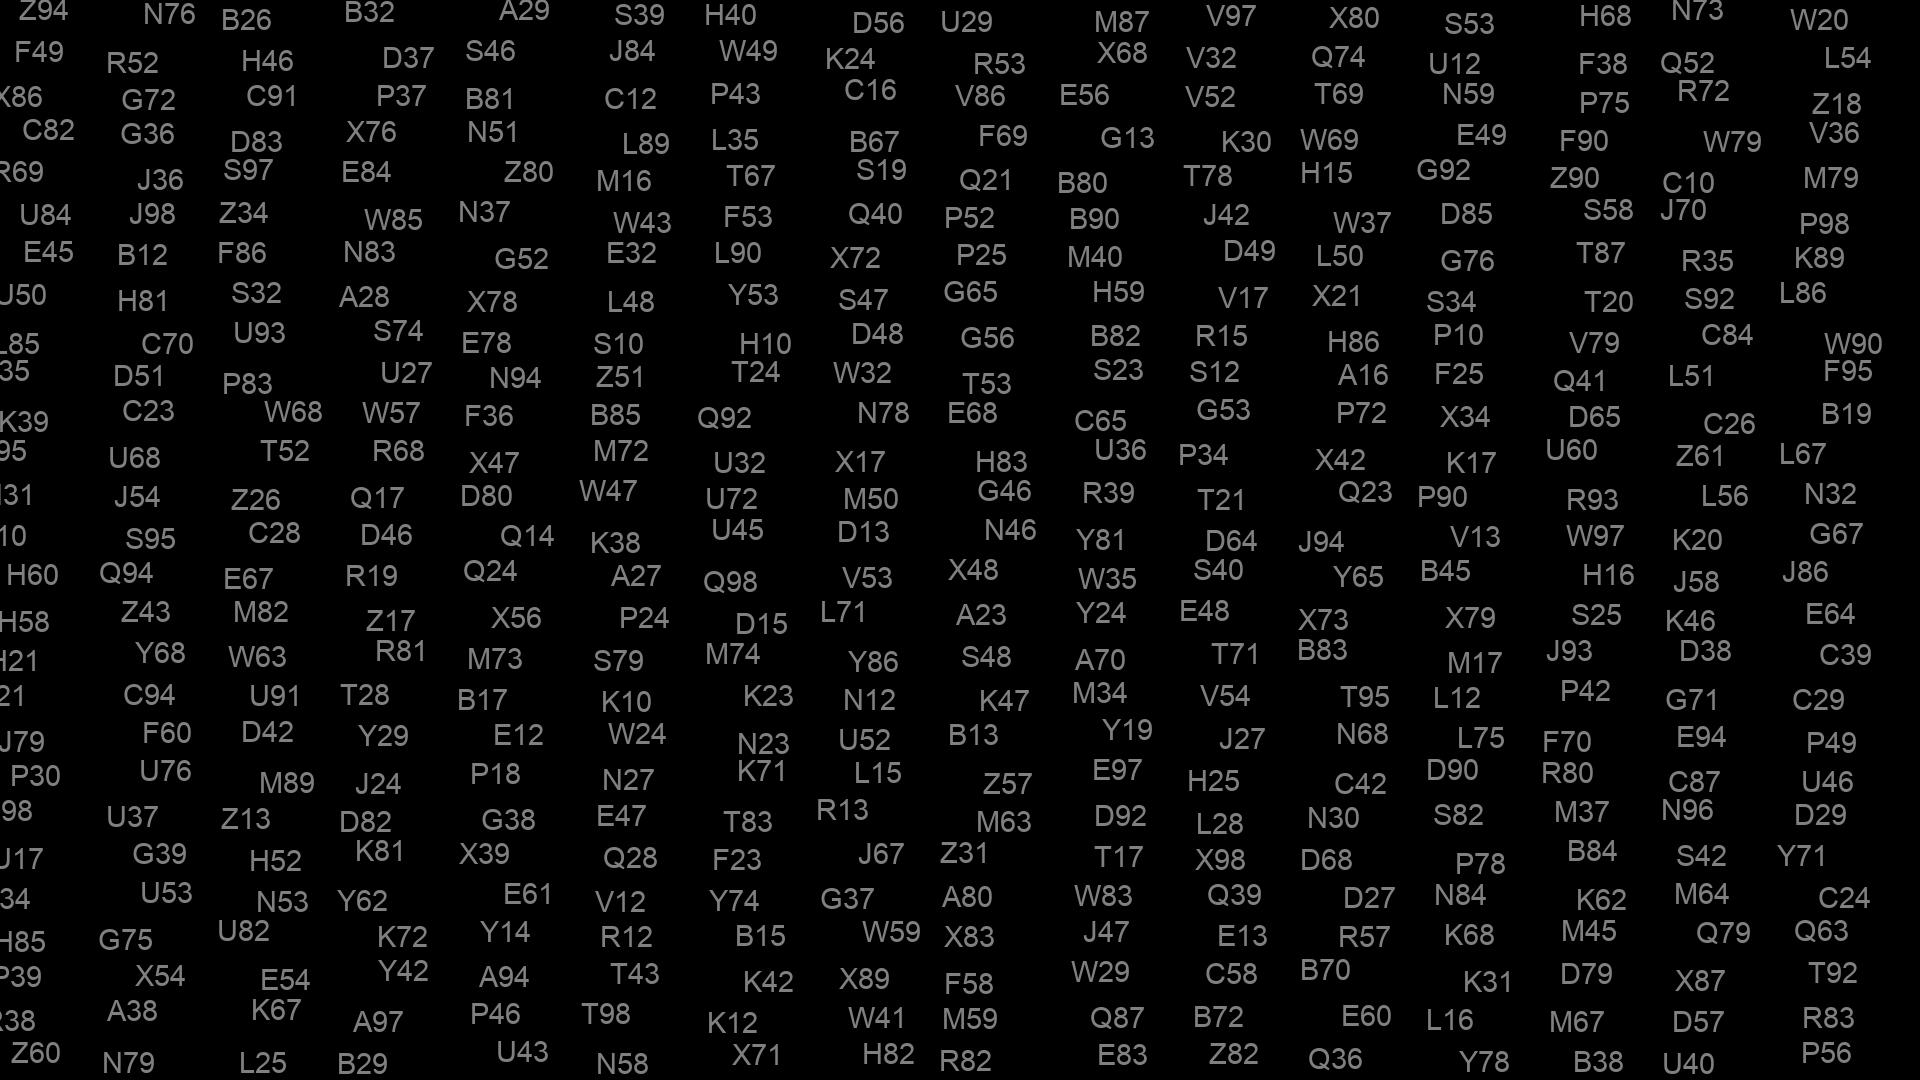 Z94 N76 B26 B32 A29 S39 H40 D56 U29 M87 V97 X80 S53 H68 N73 W20
F49 R52 H46 D37 S46 J84 W49 K24 R53 X68 V32 Q74 U12 F38 Q52 L54
X86 G72 C91 P37 B81 C12 P43 C16 V86 E56 V52 T69 N59 P75 R72 Z18
C82 G36 D83 X76 N51 L89 L35 B67 F69 G13 K30 W69 E49 F90 W79 V36
R69 J36 S97 E84 Z80 M16 T67 S19 Q21 B80 T78 H15 G92 Z90 C10 M79
U84 J98 Z34 W85 N37 W43 F53 Q40 P52 B90 J42 W37 D85 S58 J70 P98
E45 B12 F86 N83 G52 E32 L90 X72 P25 M40 D49 L50 G76 T87 R35 K89
U50 H81 S32 A28 X78 L48 Y53 S47 G65 H59 V17 X21 S34 T20 S92 L86
L85 C70 U93 S74 E78 S10 H10 D48 G56 B82 R15 H86 P10 V79 C84 W90
35 D51 P83 U27 N94 Z51 T24 W32 T53 S23 S12 A16 F25 Q41 L51 F95
K39 C23 W68 W57 F36 B85 Q92 N78 E68 C65 G53 P72 X34 D65 C26 B19
95 U68 T52 R68 X47 M72 U32 X17 H83 U36 P34 X42 K17 U60 Z61 L67
31 J54 Z26 Q17 D80 W47 U72 M50 G46 R39 T21 Q23 P90 R93 L56 N32
10 S95 C28 D46 Q14 K38 U45 D13 N46 Y81 D64 J94 V13 W97 K20 G67
H60 Q94 E67 R19 Q24 A27 Q98 V53 X48 W35 S40 Y65 B45 H16 J58 J86
H58 Z43 M82 Z17 X56 P24 D15 L71 A23 Y24 E48 X73 X79 S25 K46 E64
H21 Y68 W63 R81 M73 S79 M74 Y86 S48 A70 T71 B83 M17 J93 D38 C39
21 C94 U91 T28 B17 K10 K23 N12 K47 M34 V54 T95 L12 P42 G71 C29
J79 F60 D42 Y29 E12 W24 N23 U52 B13 Y19 J27 N68 L75 F70 E94 P49
P30 U76 M89 J24 P18 N27 K71 L15 Z57 E97 H25 C42 D90 R80 C87 U46
98 U37 Z13 D82 G38 E47 T83 R13 M63 D92 L28 N30 S82 M37 N96 D29
U17 G39 H52 K81 X39 Q28 F23 J67 Z31 T17 X98 D68 P78 B84 S42 Y71
34 U53 N53 Y62 E61 V12 Y74 G37 A80 W83 Q39 D27 N84 K62 M64 C24
H85 G75 U82 K72 Y14 R12 B15 W59 X83 J47 E13 R57 K68 M45 Q79 Q63
P39 X54 E54 Y42 A94 T43 K42 X89 F58 W29 C58 B70 K31 D79 X87 T92
R38 A38 K67 A97 P46 T98 K12 W41 M59 Q87 B72 E60 L16 M67 D57 R83
Z60 N79 L25 B29 U43 N58 X71 H82 R82 E83 Z82 Q36 Y78 B38 U40 P56